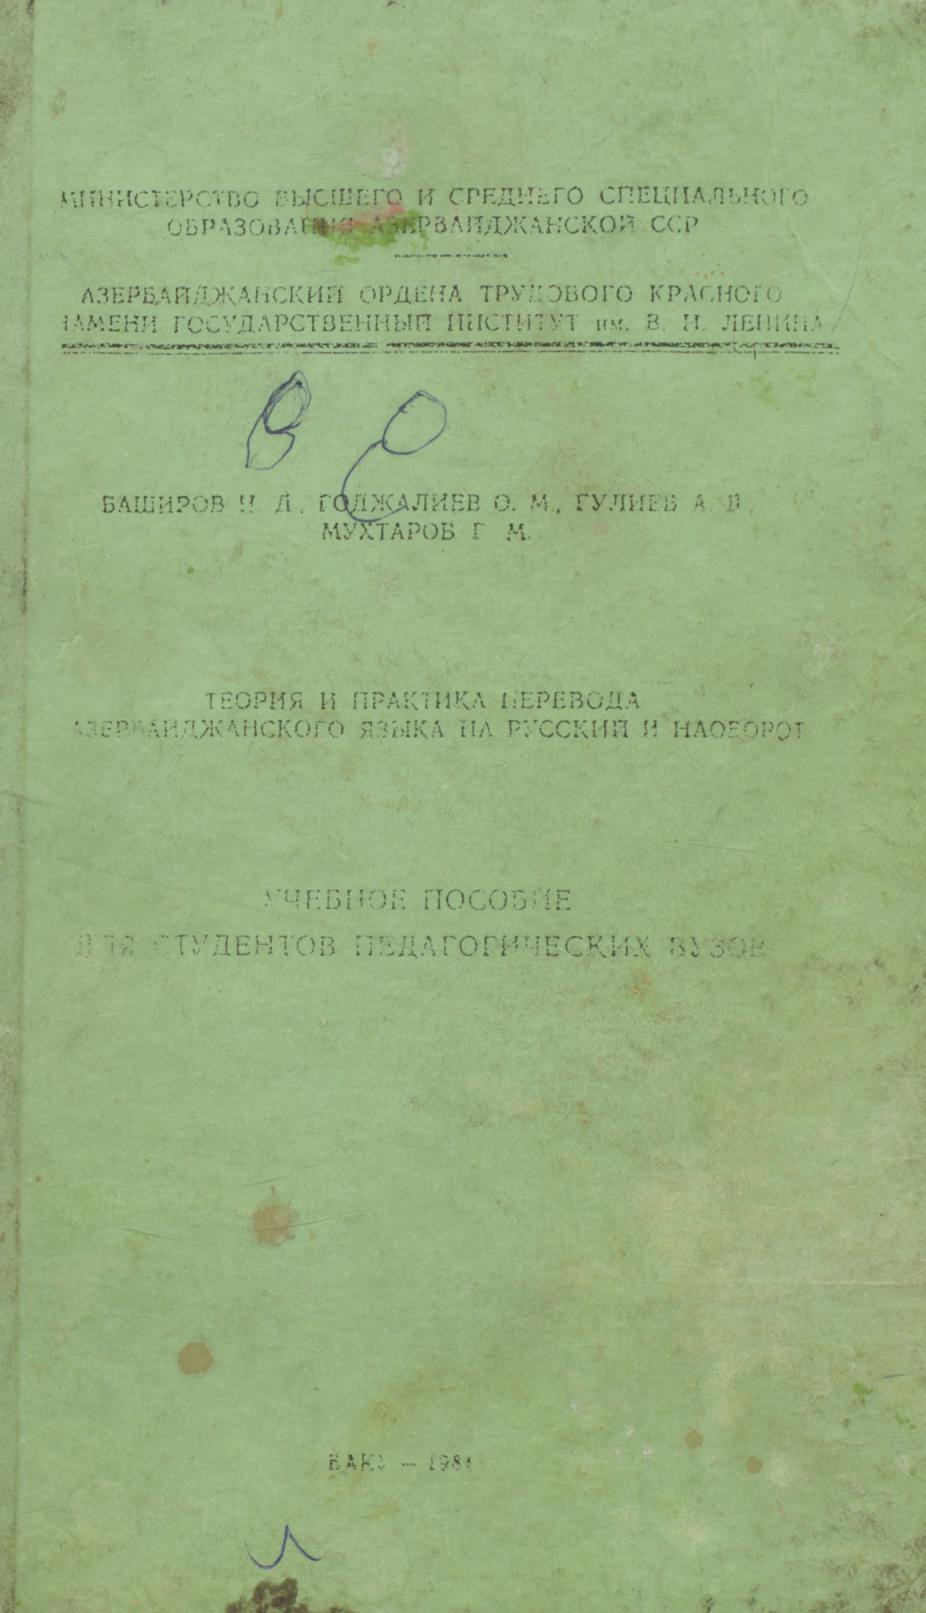 МИНИСТЕРСТВО ВЫСШЕГО И СРЕДНЕГО СПЕЦИАЛЬНОГО
ОБРАЗОВАНИЯ АЗЕРБАЙДЖАНСКОЙ ССР
АЗЕРБАЙДЖАНСКИЙ ОРДЕНА ТРУДОВОГО КРАСНОГО
ЗНАМЕНИ ГОСУДАРСТВЕННЫЙ ИНСТИТУТ им. В. И. ЛЕНИНА
БАШИРОВ Д., ГОДЖАЛИЕВ О. М., ГУЛИЕВ А.
МУХТАРОВ Г. М.
ТЕОРИЯ И ПРАКТИКА ПЕРЕВОДА
АЗЕРБАЙДЖАНСКОГО ЯЗЫКА НА РУССКИЙ И НАОБОРОТ
УЧЕБНОЕ ПОСОБИЕ
ДЛЯ СТУДЕНТОВ ПЕДАГОГИЧЕСКИХ ВУЗОВ
БАКУ —